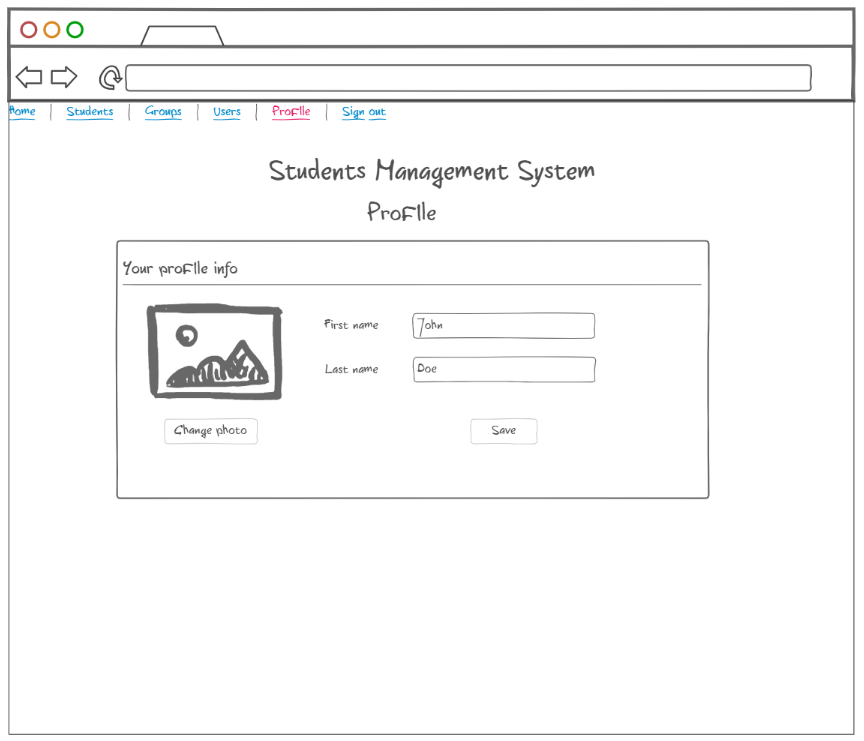 Home | Students | Groups | Users | Profile | Sign out
Students Management System
Profile
Your profile info
First name John
Last name Doe
Change photo Save